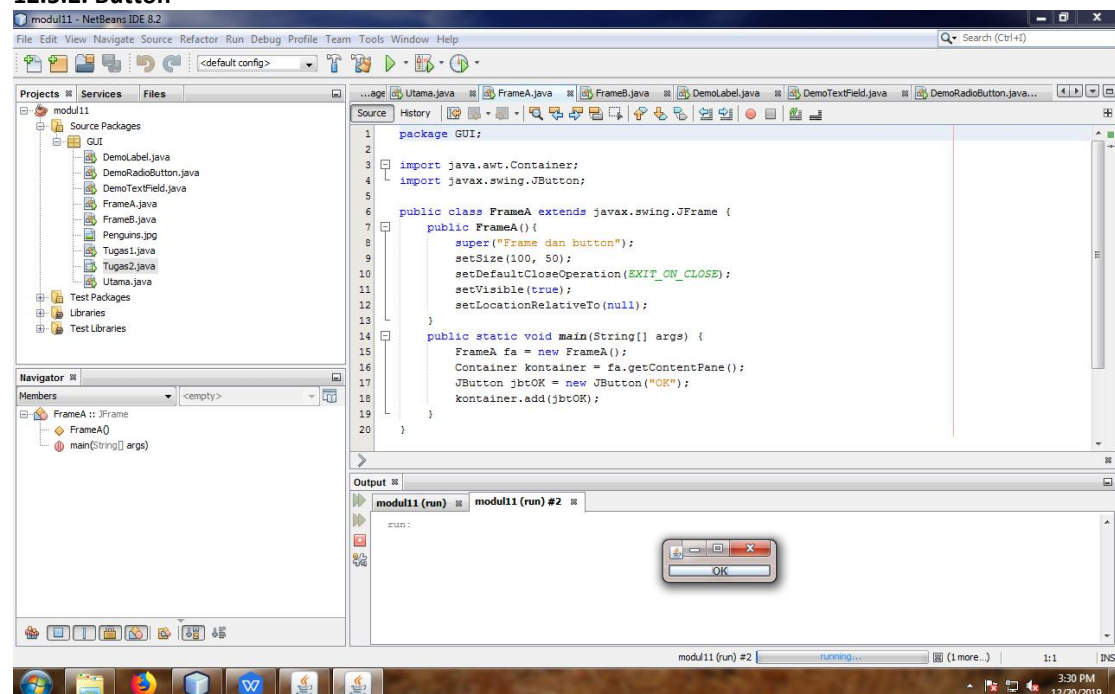 12.3.2. Button
modul11 - NetBeans IDE 8.2
File Edit View Navigate Source Refactor Run Debug Profile Team Tools Window Help
Search (Ctrl+I)
<default config>
Projects Services Files
modul11
Source Packages
GUI
DemoLabel.java
DemoRadioButton.java
DemoTextField.java
FrameA.java
FrameB.java
Penguins.jpg
Tugas1.java
Tugas2.java
Utama.java
Test Packages
Libraries
Test Libraries
Navigator
Members <empty>
FrameA :: JFrame
FrameA()
main(String[] args)
...age Utama.java FrameA.java FrameB.java DemoLabel.java DemoTextField.java DemoRadioButton.java...
Source History
1 package GUI;
2
3 import java.awt.Container;
4 import javax.swing.JButton;
5
6 public class FrameA extends javax.swing.JFrame {
7 public FrameA(){
8 super("Frame dan button");
9 setSize(100, 50);
10 setDefaultCloseOperation(EXIT_ON_CLOSE);
11 setVisible(true);
12 setLocationRelativeTo(null);
13 }
14 public static void main(String[] args) {
15 FrameA fa = new FrameA();
16 Container kontainer = fa.getContentPane();
17 JButton jbtOK = new JButton("OK");
18 kontainer.add(jbtOK);
19 }
20 }
Output
modul11 (run) modul11 (run) #2
run:
OK
modul11 (run) #2 running... (1 more...) 1:1 INS
3:30 PM
12/20/2019